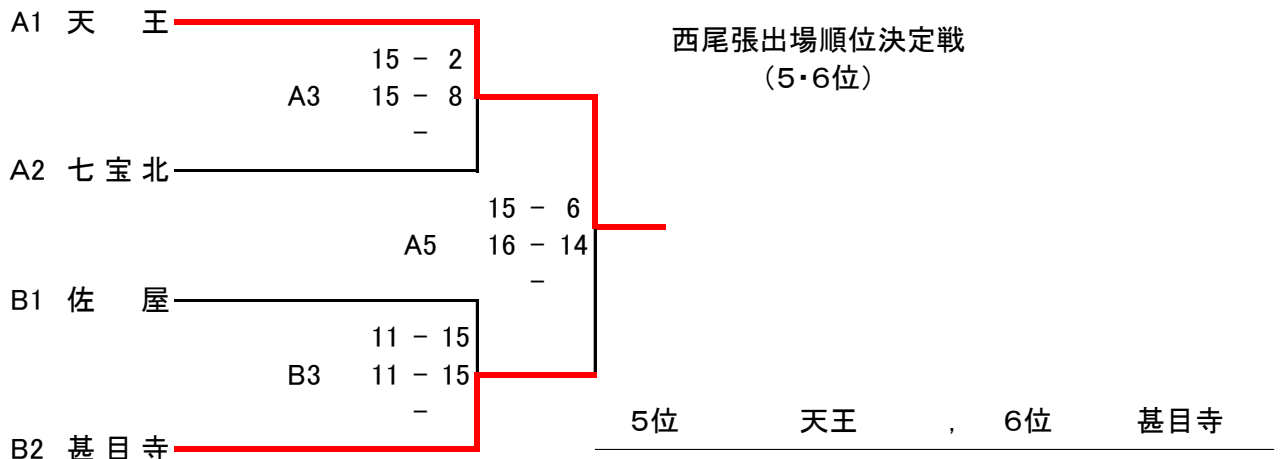 A1 天 王
西尾張出場順位決定戦
（5・6位）
15 － 2
A3 15 － 8
－
A2 七 宝 北
15 － 6
A5 16 － 14
－
B1 佐 屋
11 － 15
B3 11 － 15
－
5位 天王 ， 6位 甚目寺
B2 甚 目 寺